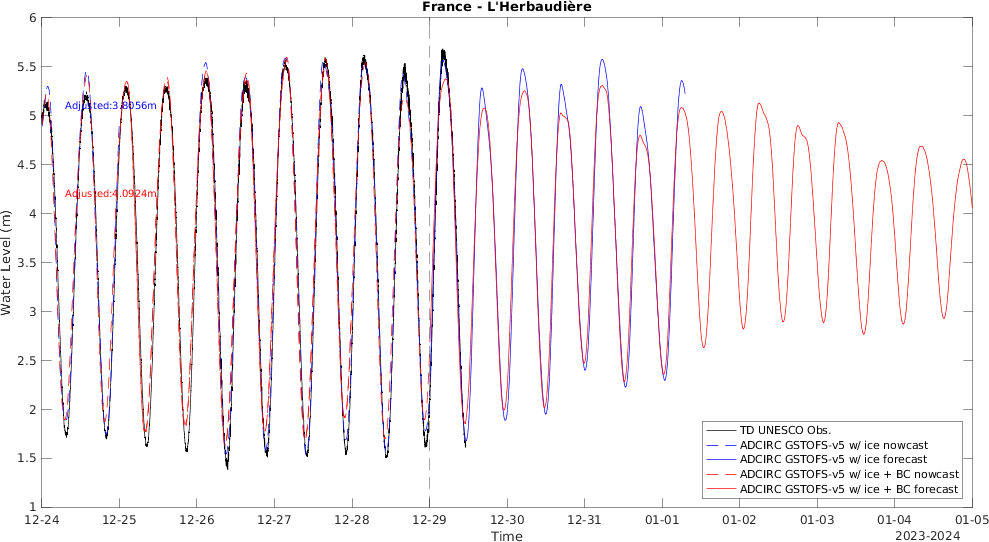 France - L'Herbaudière
Water Level (m)
6
5.5
5
4.5
4
3.5
3
2.5
2
1.5
1
Adjusted:3.8056m
Adjusted:4.0924m
TD UNESCO Obs.
ADCIRC GSTOFS-v5 w/ ice nowcast
ADCIRC GSTOFS-v5 w/ ice forecast
ADCIRC GSTOFS-v5 w/ ice + BC nowcast
ADCIRC GSTOFS-v5 w/ ice + BC forecast
12-24 12-25 12-26 12-27 12-28 12-29 12-30 12-31 01-01 01-02 01-03 01-04 01-05
Time
2023-2024